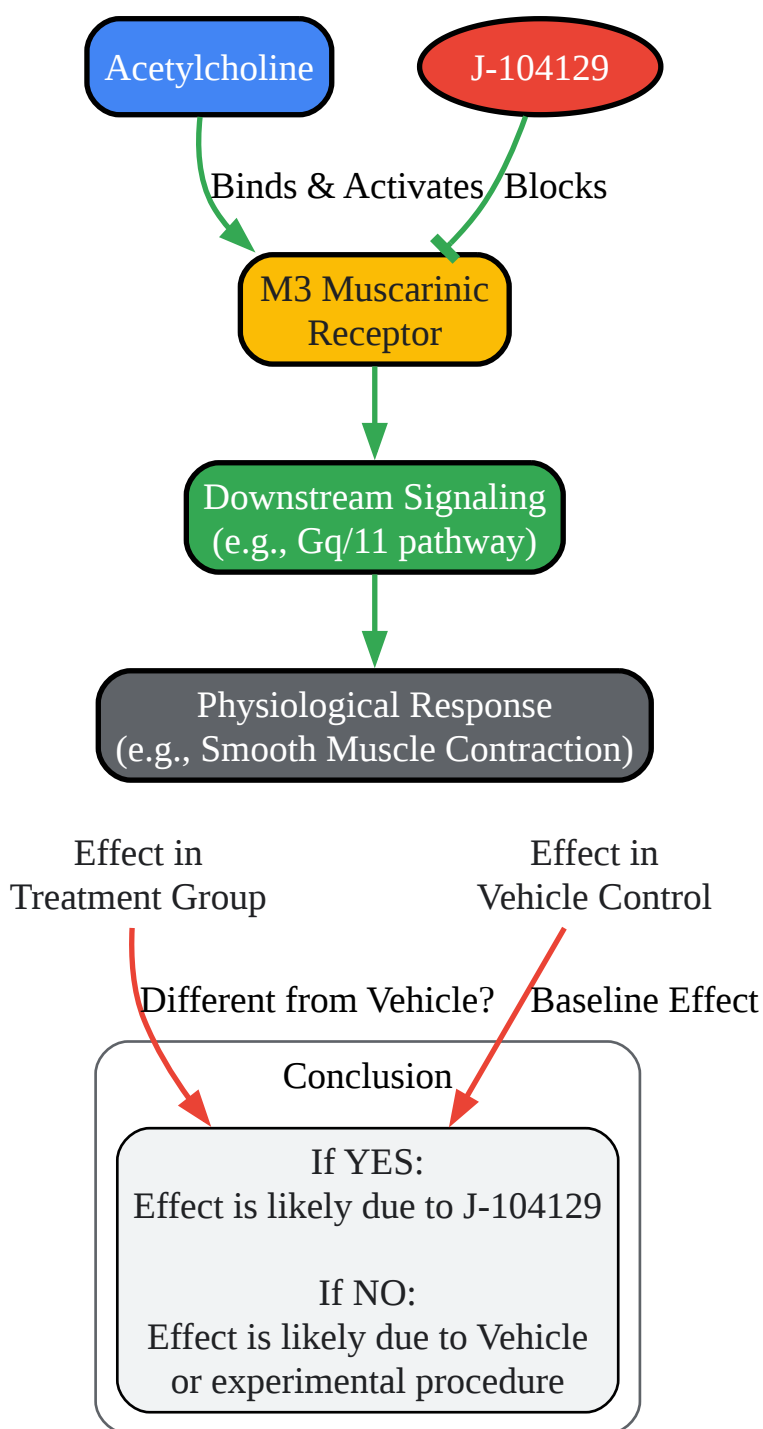 Acetylcholine
J-104129
Binds & Activates
Blocks
M3 Muscarinic
Receptor
Downstream Signaling
(e.g., Gq/11 pathway)
Physiological Response
(e.g., Smooth Muscle Contraction)
Effect in
Treatment Group
Effect in
Vehicle Control
Different from Vehicle?
Baseline Effect
Conclusion
If YES:
Effect is likely due to J-104129
If NO:
Effect is likely due to Vehicle
or experimental procedure